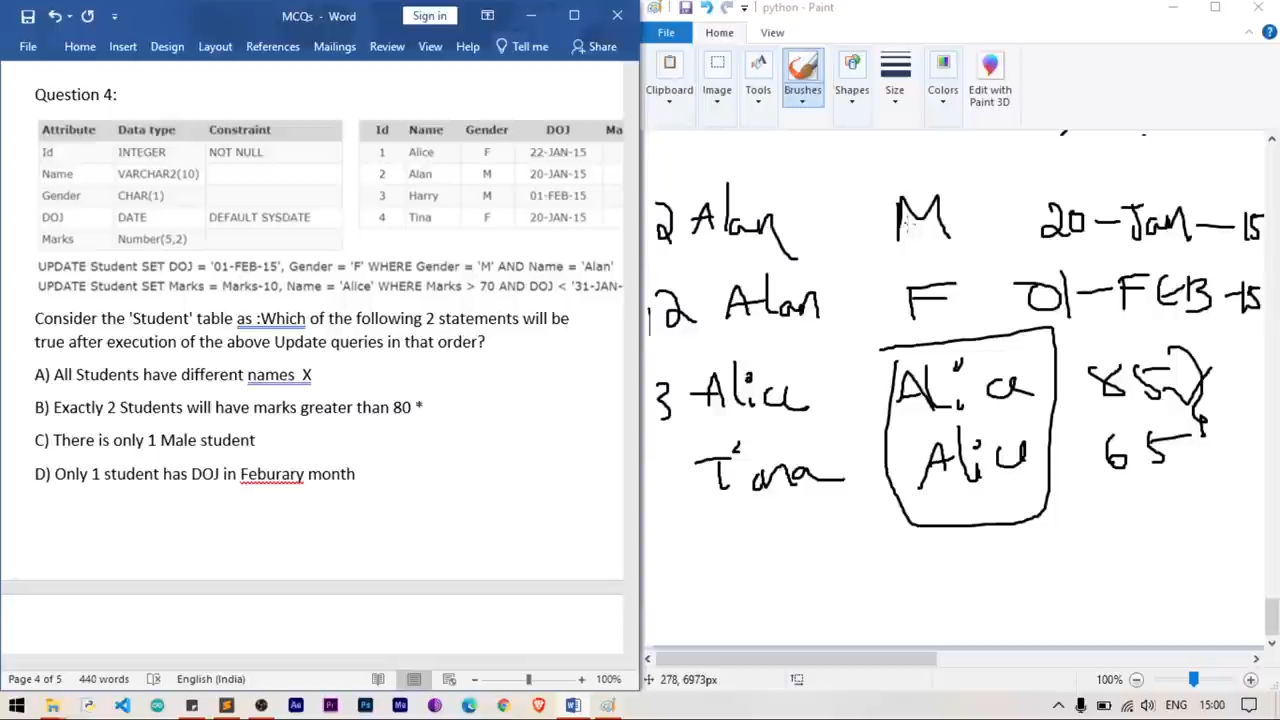 MCQs - Word
Sign in
python - Paint
File Home Insert Design Layout References Mailings Review View Help Tell me Share
File Home View
Clipboard Image Tools Brushes Shapes Size Colors Edit with Paint 3D
Question 4:
Attribute Data type Constraint
Id INTEGER NOT NULL
Name VARCHAR2(10)
Gender CHAR(1)
DOJ DATE DEFAULT SYSDATE
Marks Number(5,2)
Id Name Gender DOJ Ma
1 Alice F 22-JAN-15
2 Alan M 20-JAN-15
3 Harry M 01-FEB-15
4 Tina F 20-JAN-15
UPDATE Student SET DOJ = '01-FEB-15', Gender = 'F' WHERE Gender = 'M' AND Name = 'Alan'
UPDATE Student SET Marks = Marks-10, Name = 'Alice' WHERE Marks > 70 AND DOJ < '31-JAN-
Consider the 'Student' table as :Which of the following 2 statements will be
true after execution of the above Update queries in that order?
A) All Students have different names X
B) Exactly 2 Students will have marks greater than 80 *
C) There is only 1 Male student
D) Only 1 student has DOJ in Feburary month
2 Alan M 20-Jan-15
2 Alan F 01-FEB-15
3 Alice Alice 85
Tina Alice 65
Page 4 of 5 440 words English (India) 100%
278, 6973px 100%
ENG 15:00